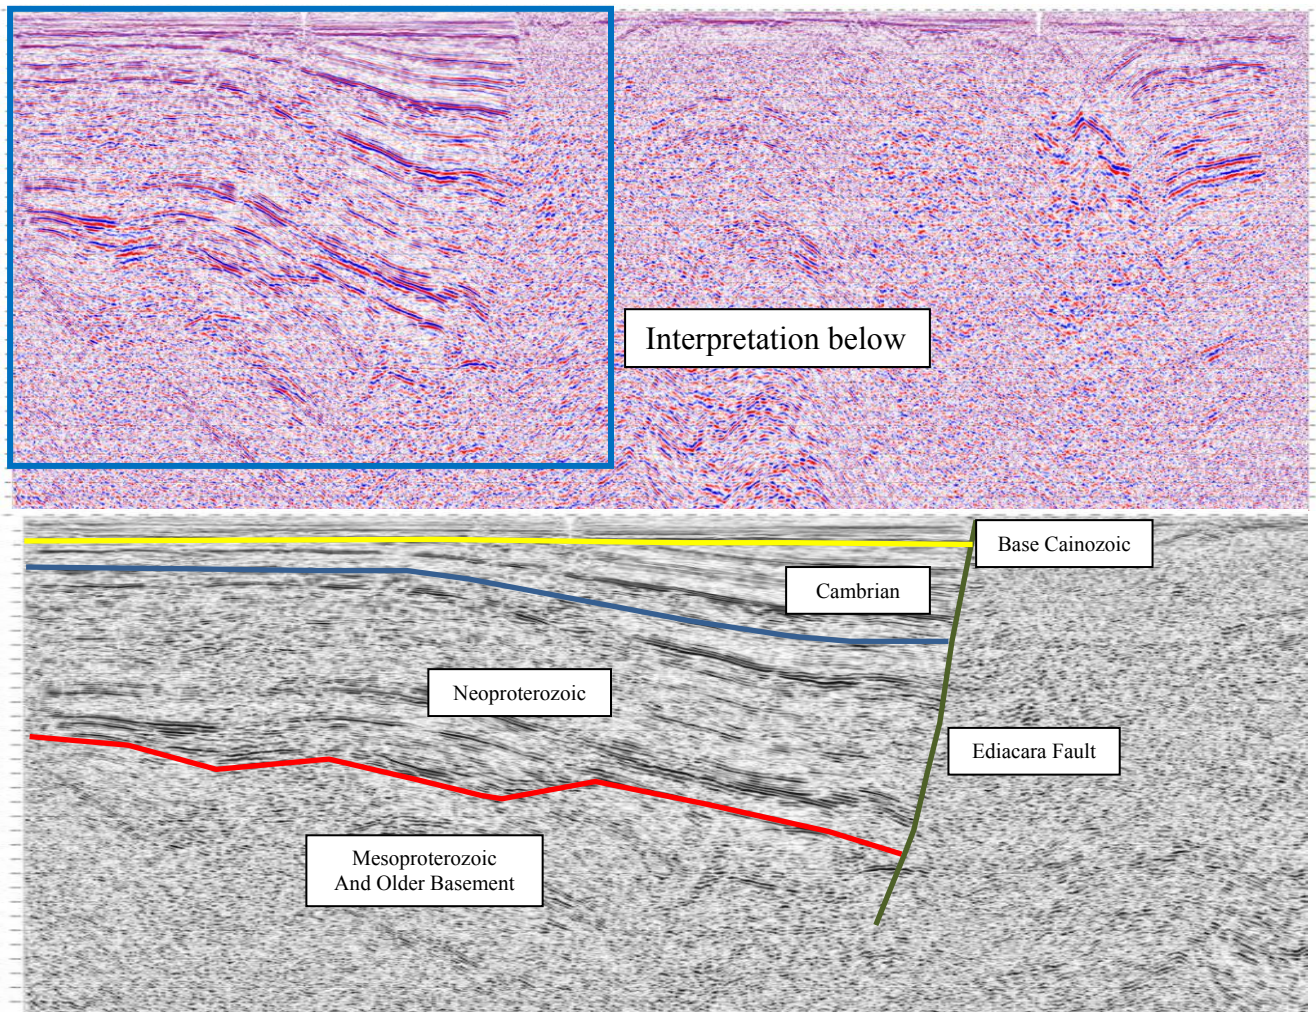 Interpretation below
Base Cainozoic
Cambrian
Neoproterozoic
Ediacara Fault
Mesoproterozoic
And Older Basement